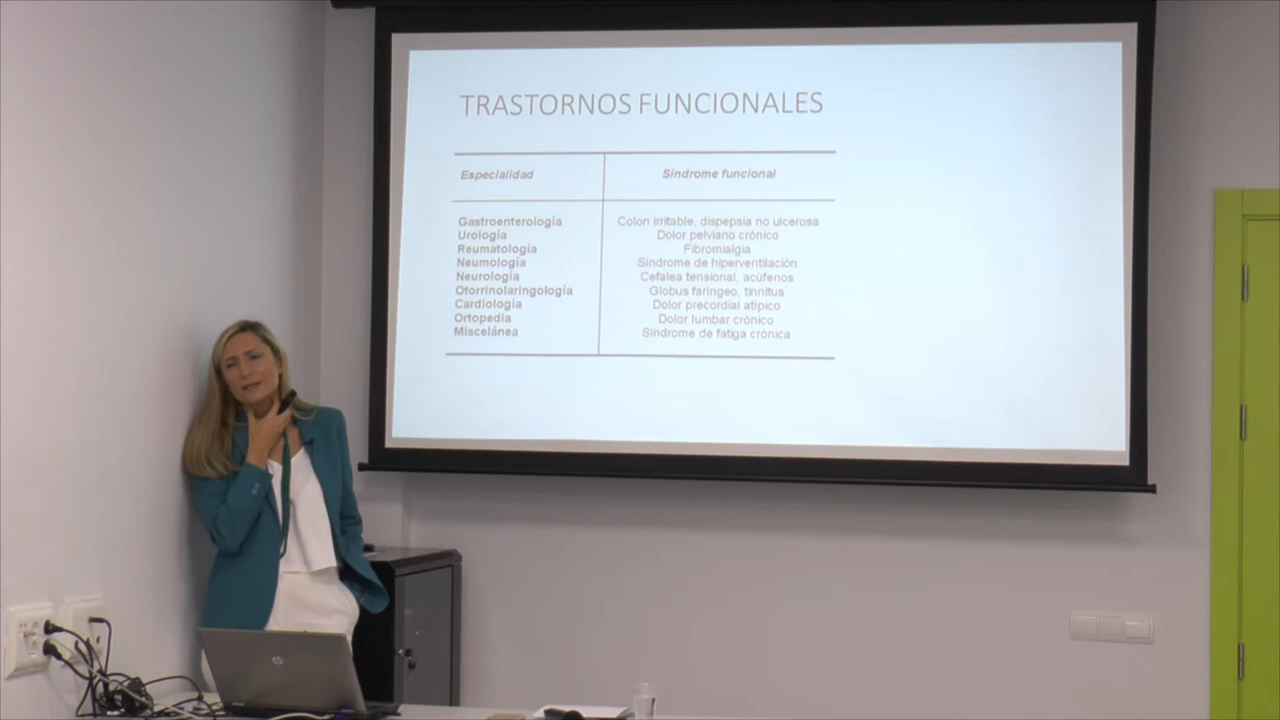 TRASTORNOS FUNCIONALES
Especialidad Síndrome funcional
Gastroenterología Colon irritable, dispepsia no ulcerosa
Urología Dolor pelviano crónico
Reumatología Fibromialgia
Neumología Síndrome de hiperventilación
Neurología Cefalea tensional, acúfenos
Otorrinolaringología Globus faríngeo, tinnitus
Cardiología Dolor precordial atípico
Ortopedia Dolor lumbar crónico
Miscelánea Síndrome de fatiga crónica
hp